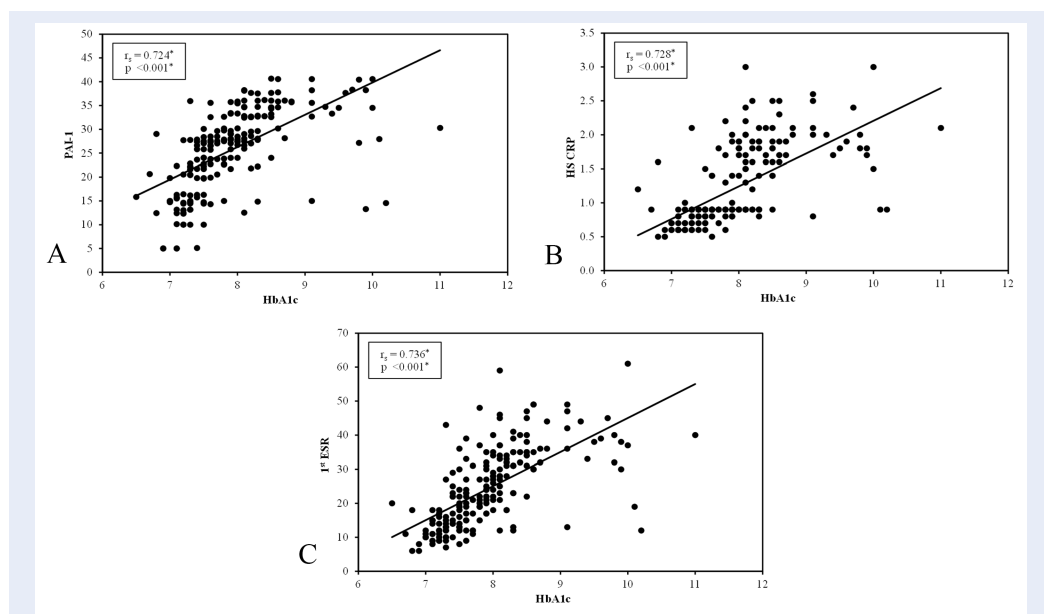 50
45
40
35
30
25
20
15
10
5
0
PAI-1
r_s = 0.724*
p <0.001*
6 7 8 9 10 11 12
HbA1c
A
3.5
3.0
2.5
2.0
1.5
1.0
0.5
0.0
HS CRP
r_s = 0.728*
p <0.001*
6 7 8 9 10 11 12
HbA1c
B
70
60
50
40
30
20
10
0
1st ESR
r_s = 0.736*
p <0.001*
6 7 8 9 10 11 12
HbA1c
C